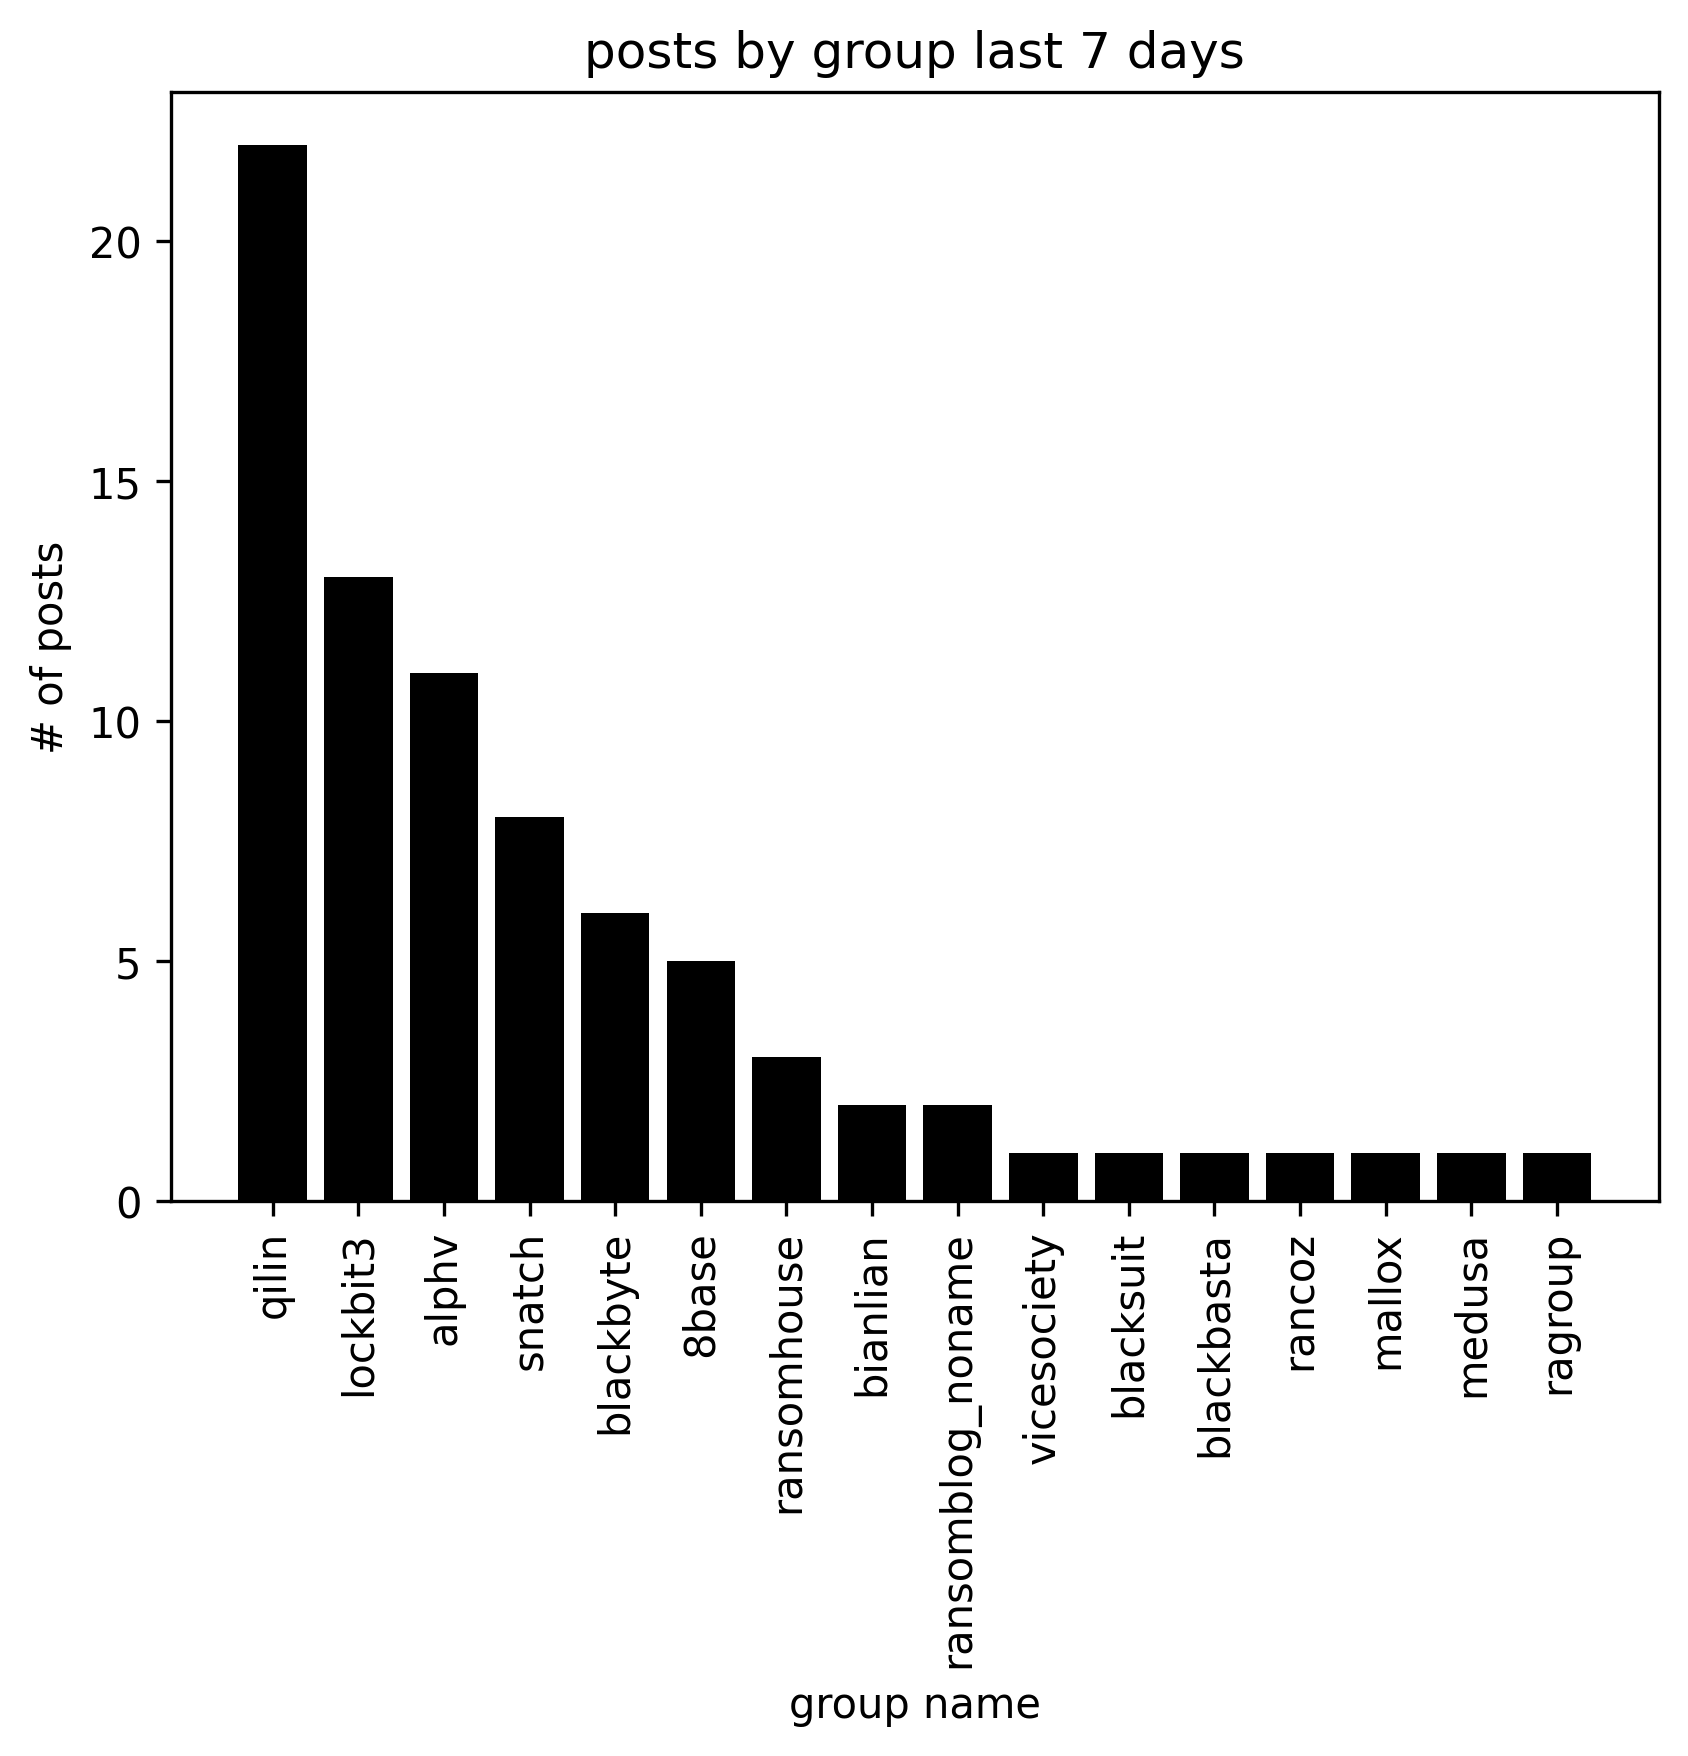 posts by group last 7 days
# of posts
20
15
10
5
0
qilin
lockbit3
alphv
snatch
blackbyte
8base
ransomhouse
bianlian
ransomblog_noname
vicesociety
blacksuit
blackbasta
rancoz
mallox
medusa
ragroup
group name